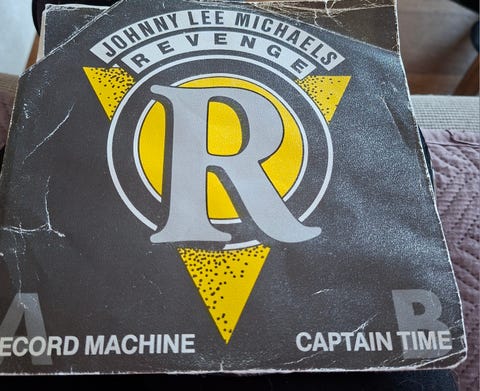 JOHNNY LEE MICHAELS
REVENGE
R
A
B
ECORD MACHINE
CAPTAIN TIME